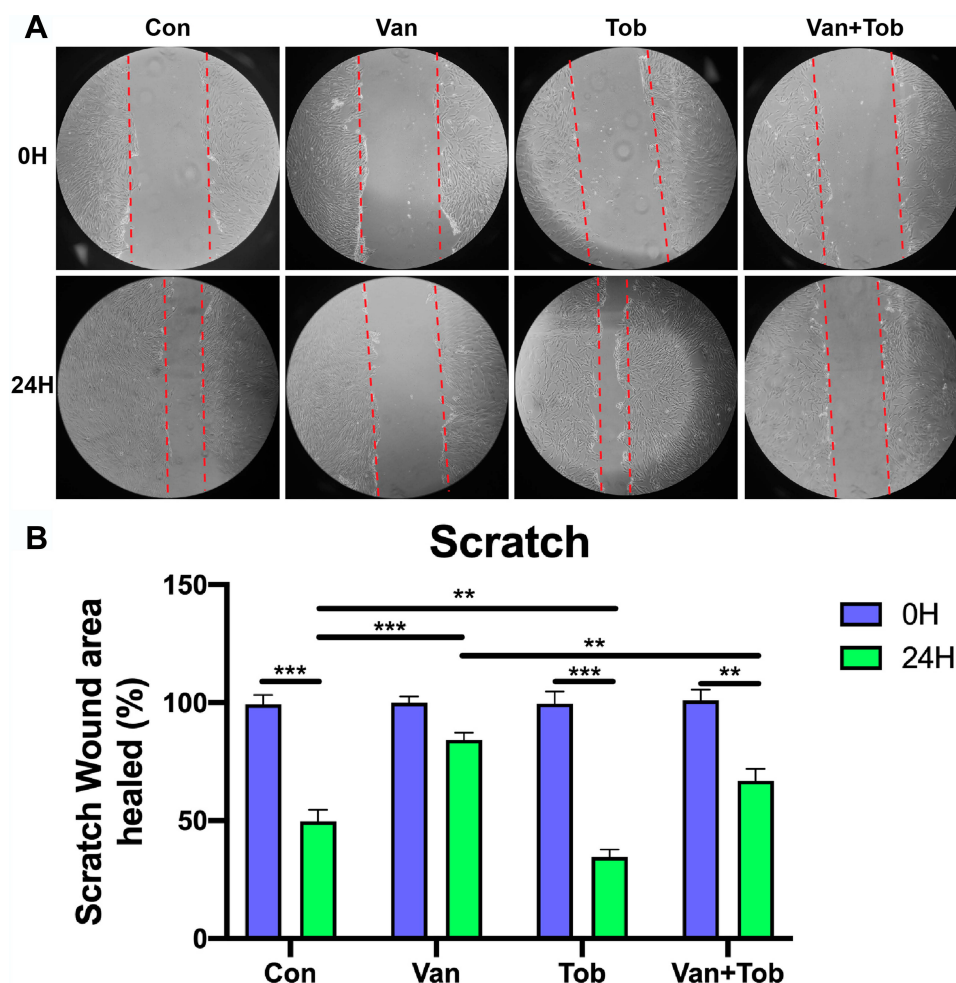 A
Con Van Tob Van+Tob
0H
24H
B
Scratch
Scratch Wound area
healed (%)
150
100
50
0
**
***
**
***
***
**
0H
24H
Con Van Tob Van+Tob